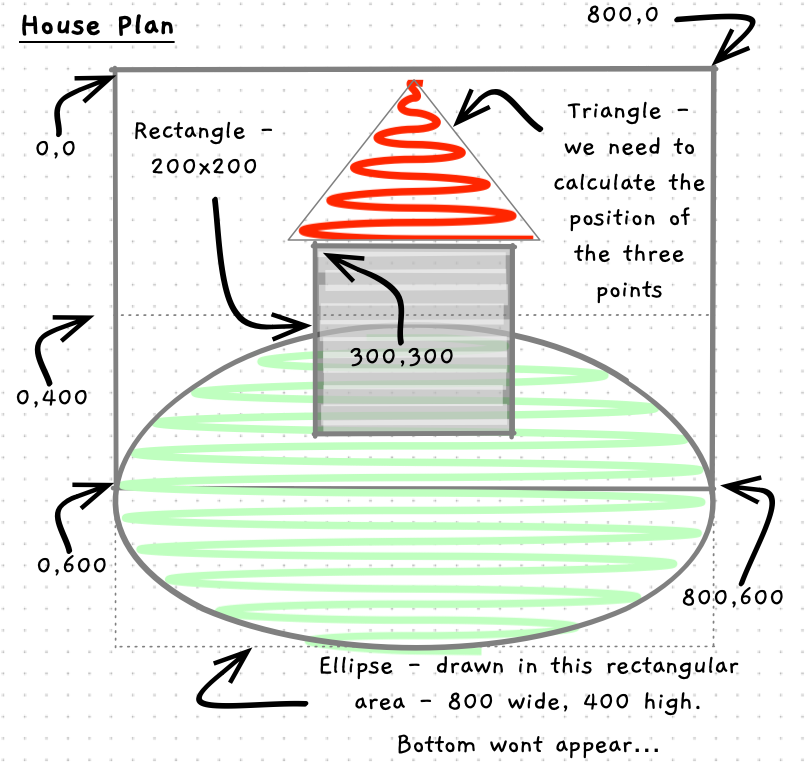 House Plan
800,0
0,0
Rectangle -
200x200
Triangle -
we need to
calculate the
position of
the three
points
300,300
0,400
0,600
800,600
Ellipse - drawn in this rectangular
area - 800 wide, 400 high.
Bottom wont appear...